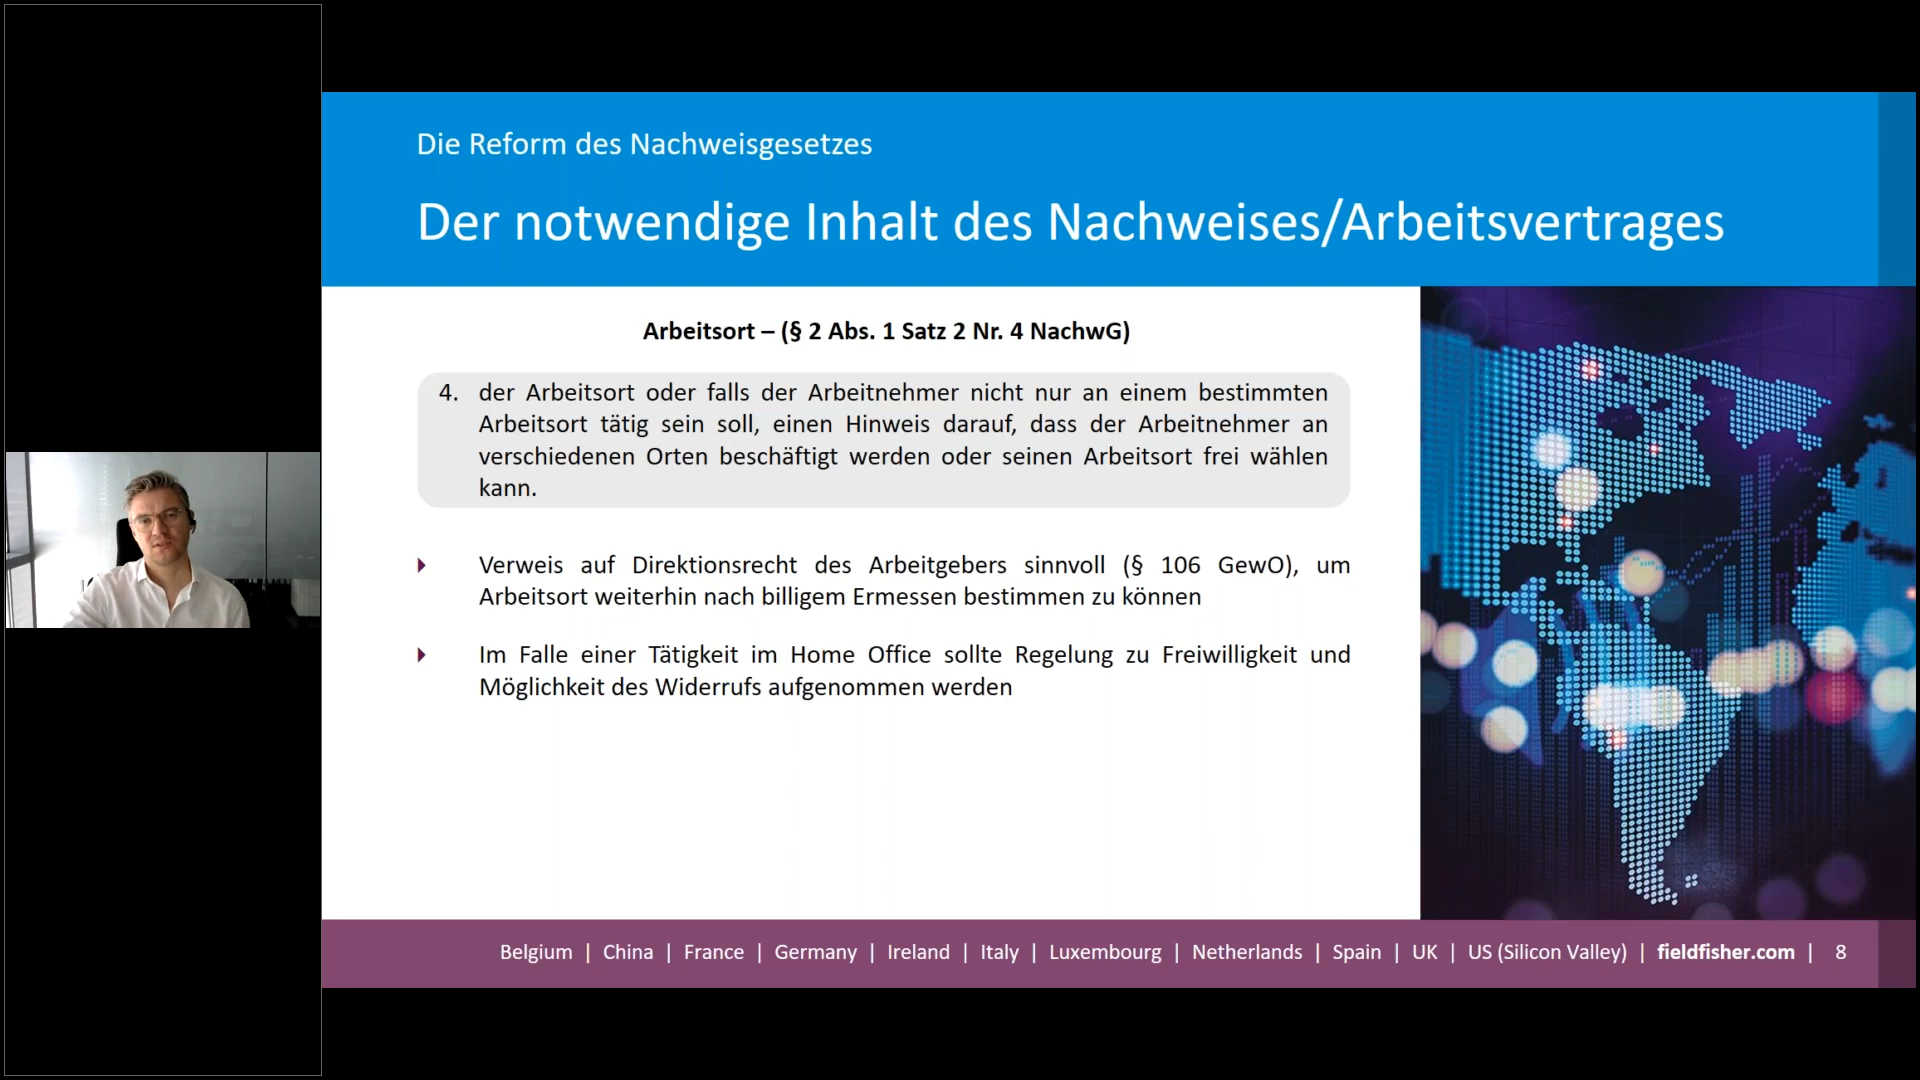 Die Reform des Nachweisgesetzes
Der notwendige Inhalt des Nachweises/Arbeitsvertrages
Arbeitsort – (§ 2 Abs. 1 Satz 2 Nr. 4 NachwG)
4. der Arbeitsort oder falls der Arbeitnehmer nicht nur an einem bestimmten
Arbeitsort tätig sein soll, einen Hinweis darauf, dass der Arbeitnehmer an
verschiedenen Orten beschäftigt werden oder seinen Arbeitsort frei wählen
kann.
Verweis auf Direktionsrecht des Arbeitgebers sinnvoll (§ 106 GewO), um
Arbeitsort weiterhin nach billigem Ermessen bestimmen zu können
Im Falle einer Tätigkeit im Home Office sollte Regelung zu Freiwilligkeit und
Möglichkeit des Widerrufs aufgenommen werden
Belgium | China | France | Germany | Ireland | Italy | Luxembourg | Netherlands | Spain | UK | US (Silicon Valley) | fieldfisher.com | 8